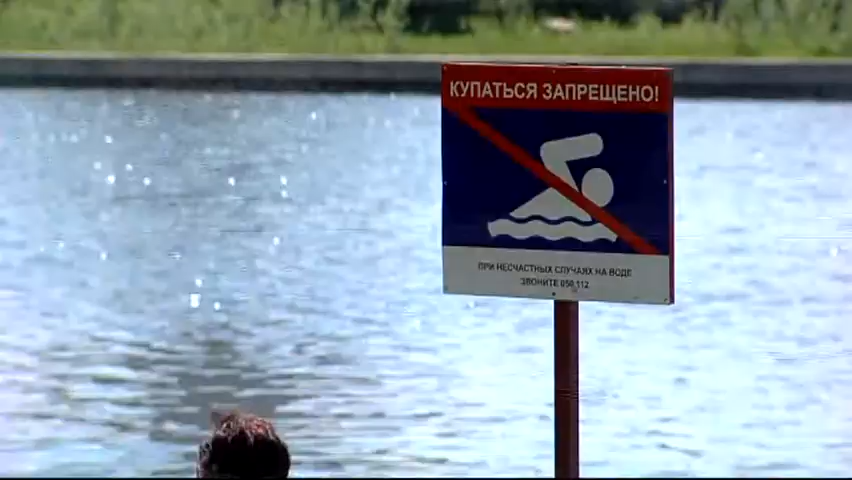 КУПАТЬСЯ ЗАПРЕЩЕНО!
ПРИ НЕСЧАСТНЫХ СЛУЧАЯХ НА ВОДЕ
ЗВОНИТЕ 050, 112